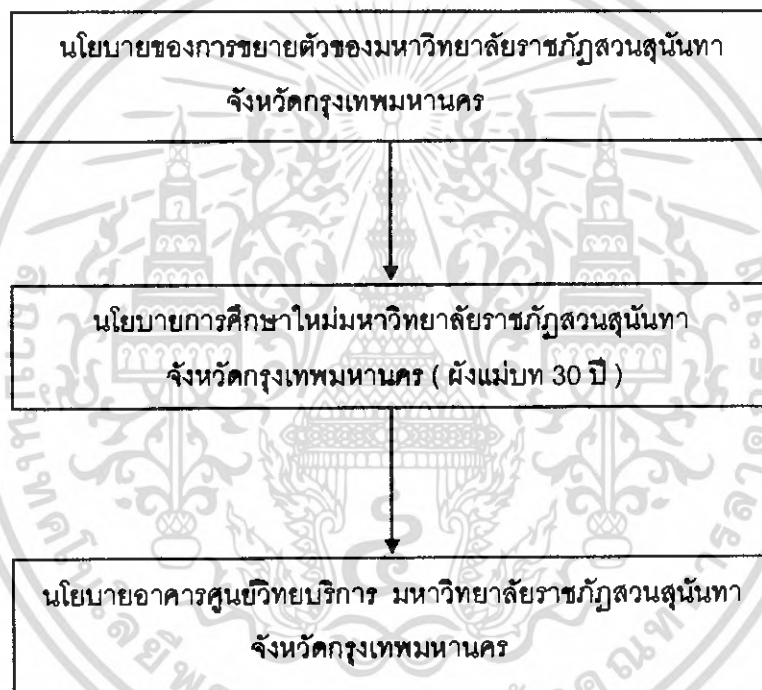 นโยบายของการขยายตัวของมหาวิทยาลัยราชภัฏสวนสุนันทา
จังหวัดกรุงเทพมหานคร
นโยบายการศึกษาใหม่มหาวิทยาลัยราชภัฏสวนสุนันทา
จังหวัดกรุงเทพมหานคร ( ผังแม่บท 30 ปี )
นโยบายอาคารศูนย์วิทยบริการ มหาวิทยาลัยราชภัฏสวนสุนันทา
จังหวัดกรุงเทพมหานคร